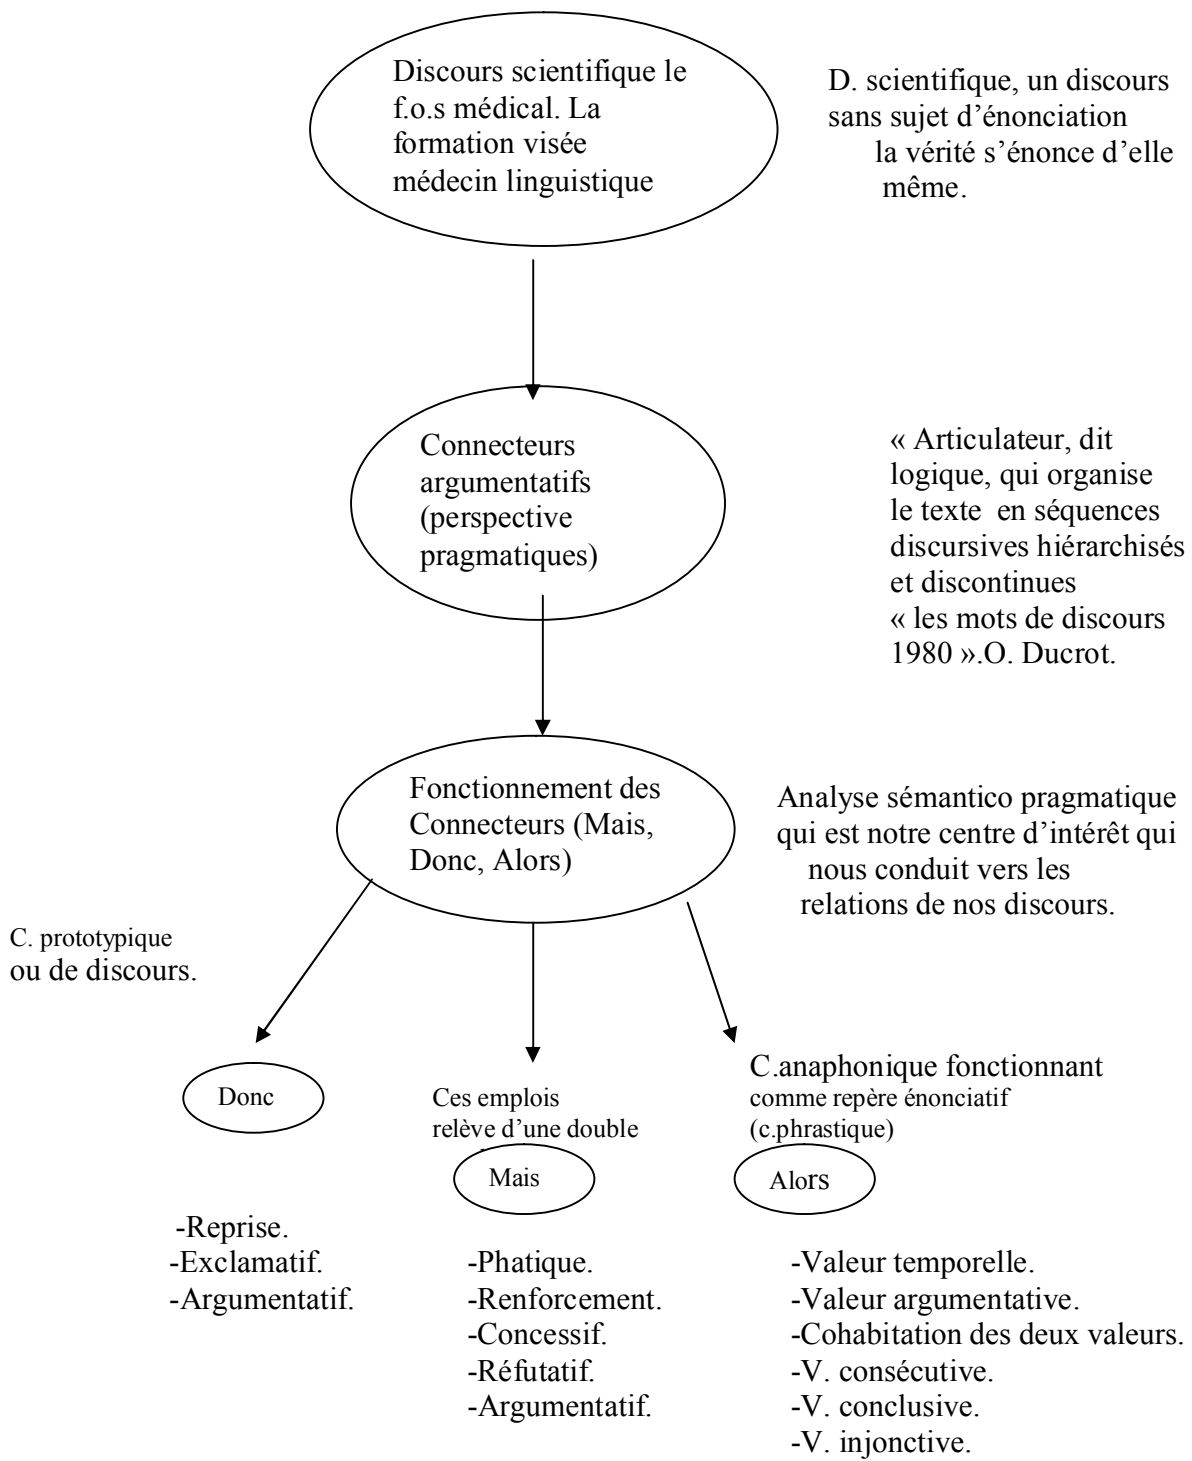 Discours scientifique le
f.o.s médical. La
formation visée
médecin linguistique
D. scientifique, un discours
sans sujet d’énonciation
la vérité s’énonce d’elle
même.
Connecteurs
argumentatifs
(perspective
pragmatiques)
« Articulateur, dit
logique, qui organise
le texte en séquences
discursives hiérarchisés
et discontinues
« les mots de discours
1980 ».O. Ducrot.
Fonctionnement des
Connecteurs (Mais,
Donc, Alors)
Analyse sémantico pragmatique
qui est notre centre d’intérêt qui
nous conduit vers les
relations de nos discours.
C. prototypique
ou de discours.
Donc
-Reprise.
-Exclamatif.
-Argumentatif.
Ces emplois
relève d’une double
Mais
-Phatique.
-Renforcement.
-Concessif.
-Réfutatif.
-Argumentatif.
C.anaphonique fonctionnant
comme repère énonciatif
(c.phrastique)
Alors
-Valeur temporelle.
-Valeur argumentative.
-Cohabitation des deux valeurs.
-V. consécutive.
-V. conclusive.
-V. injonctive.